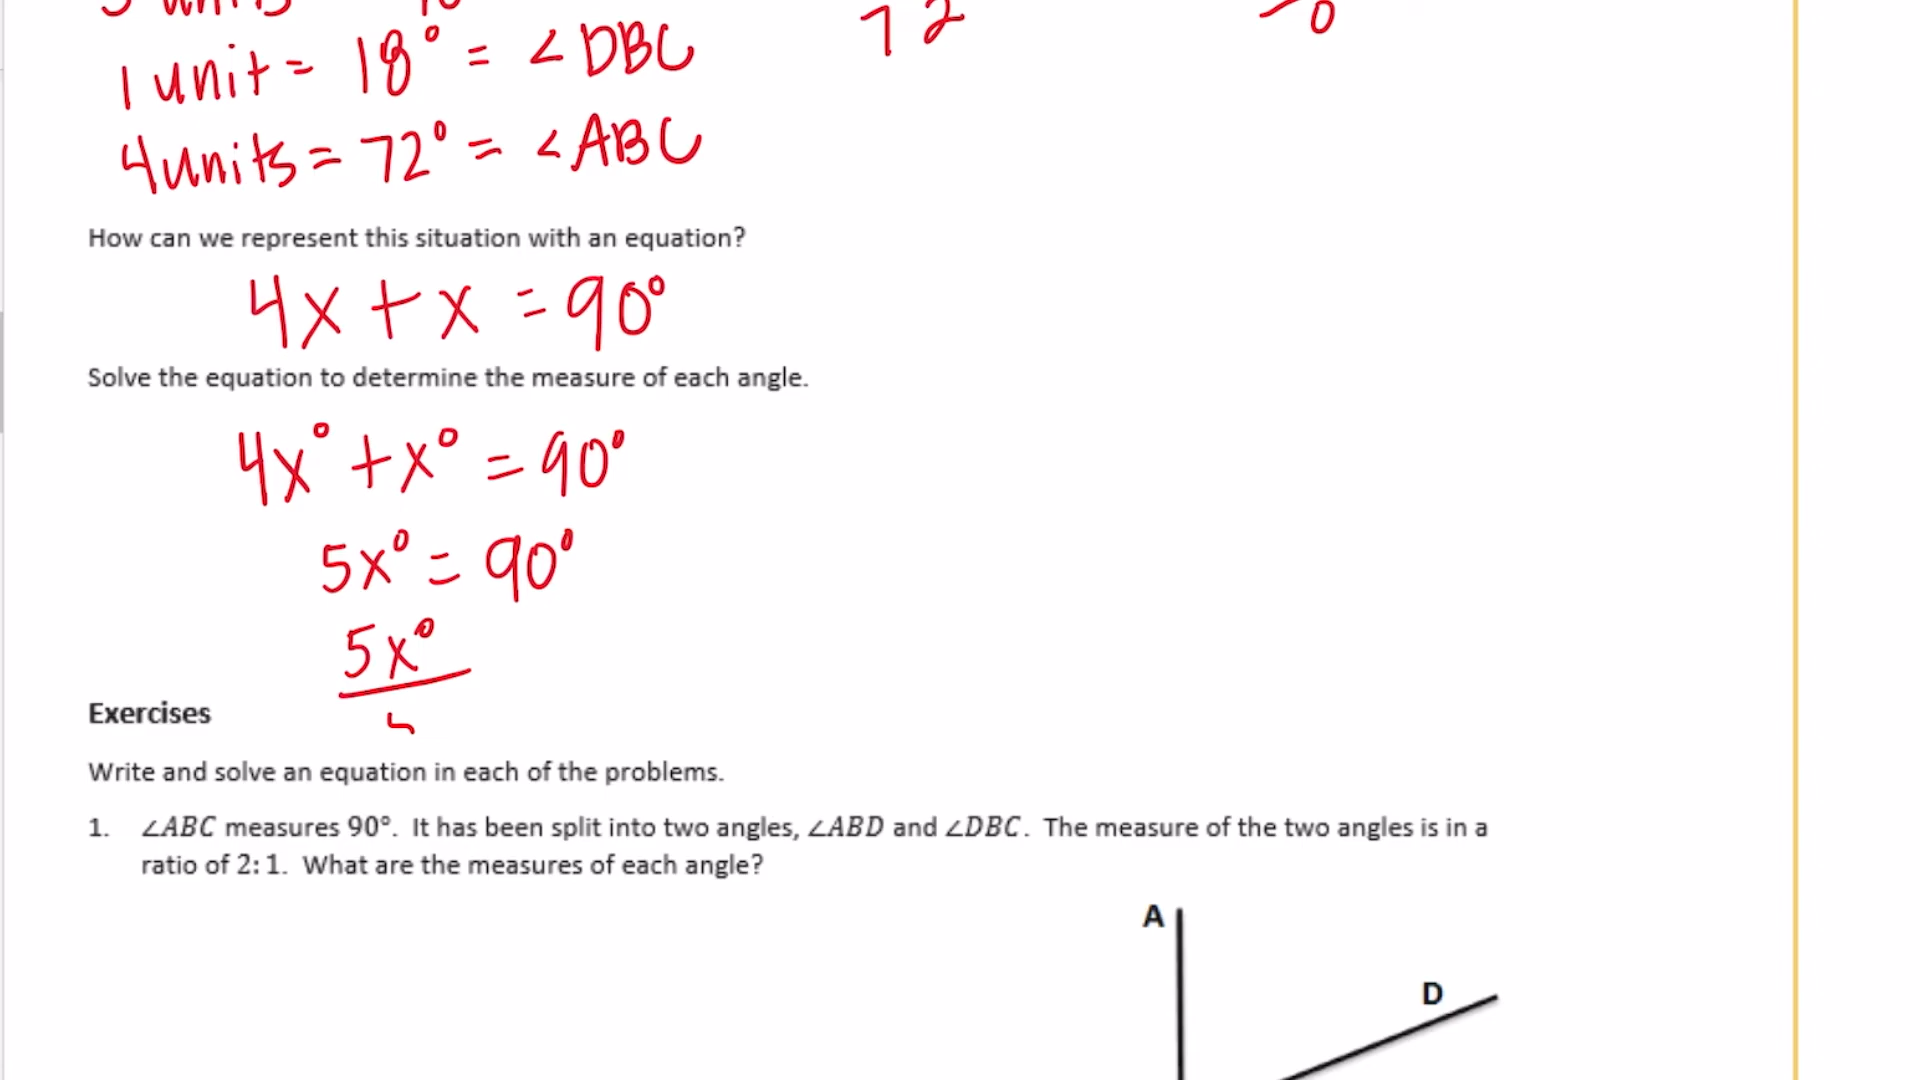 1 unit = 18° = ∠DBC
72
0
4 units = 72° = ∠ABC
How can we represent this situation with an equation?
4x + x = 90°
Solve the equation to determine the measure of each angle.
4x° + x° = 90°
5x° = 90°
5x°
Exercises
Write and solve an equation in each of the problems.
1. ∠ABC measures 90°. It has been split into two angles, ∠ABD and ∠DBC. The measure of the two angles is in a
ratio of 2: 1. What are the measures of each angle?
A
D